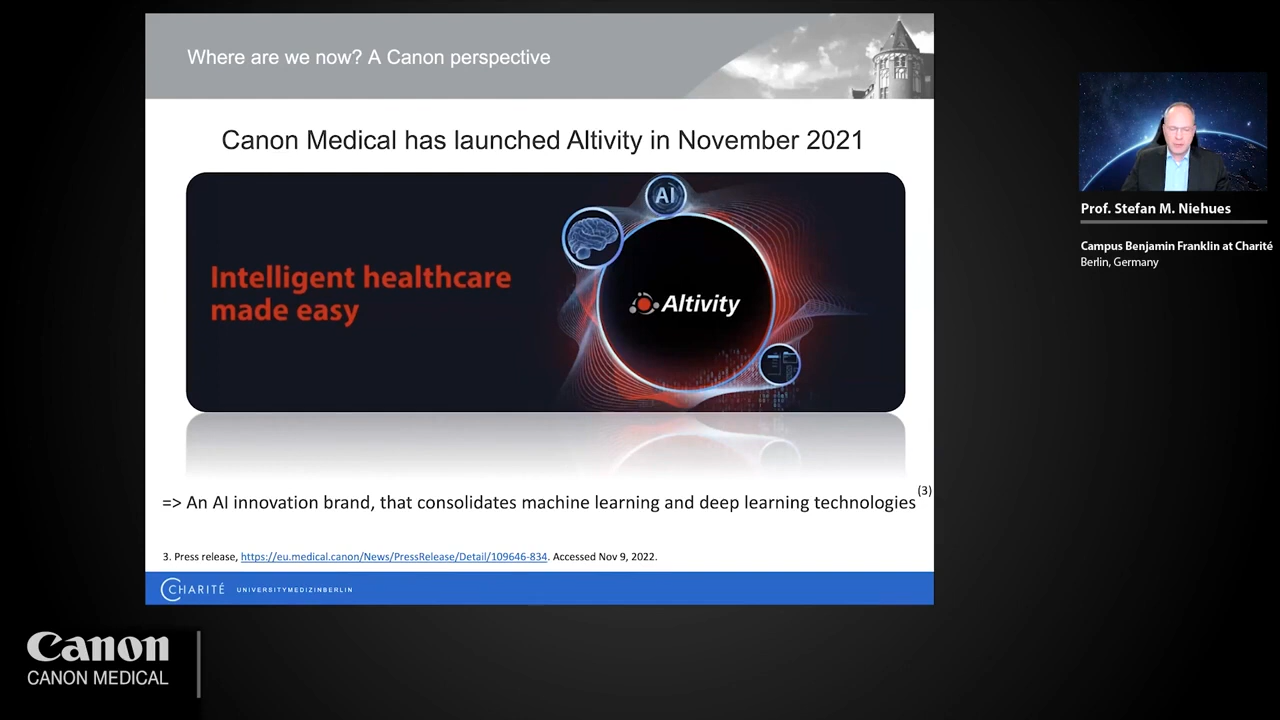 Where are we now? A Canon perspective
Canon Medical has launched Altivity in November 2021
AI
Intelligent healthcare
made easy
Altivity
=> An AI innovation brand, that consolidates machine learning and deep learning technologies(3)
3. Press release, https://eu.medical.canon/News/PressRelease/Detail/109646-834. Accessed Nov 9, 2022.
CHARITÉ UNIVERSITYMEDIZINBERLIN
Prof. Stefan M. Niehues
Campus Benjamin Franklin at Charité
Berlin, Germany
Canon
CANON MEDICAL